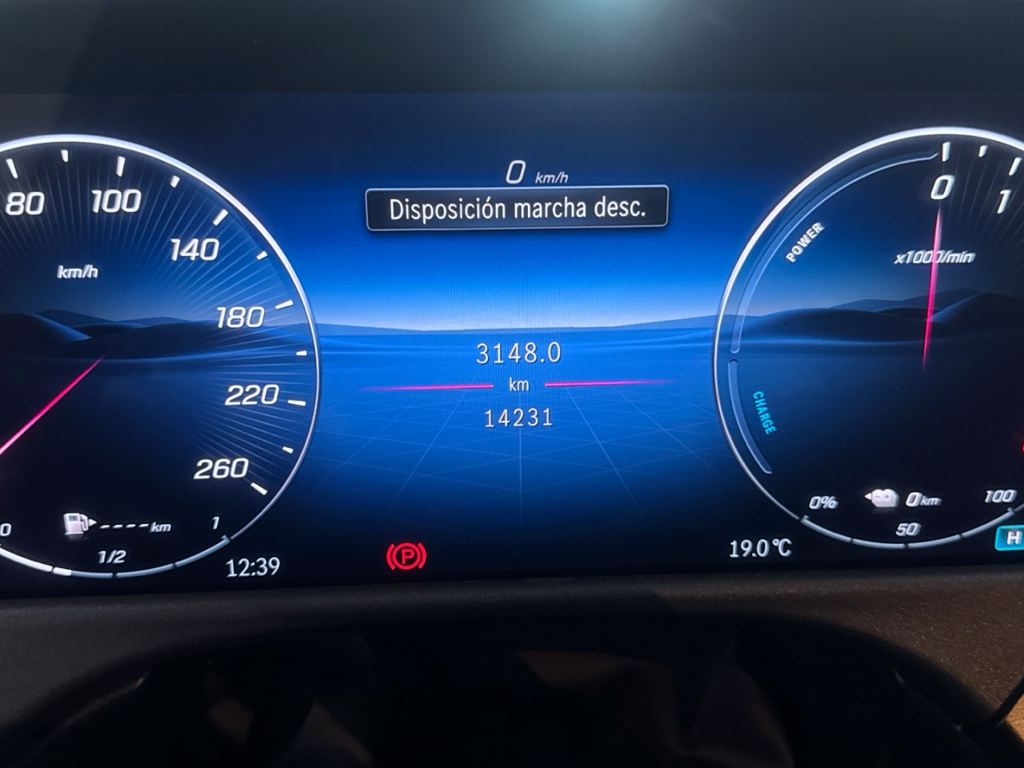 0 km/h
Disposición marcha desc.
80
100
140
180
220
260
km/h
3148.0
km
14231
0
1
x1000/min
POWER
CHARGE
0
----km
1
1/2
12:39
P
19.0°C
0%
0km
50
100
H